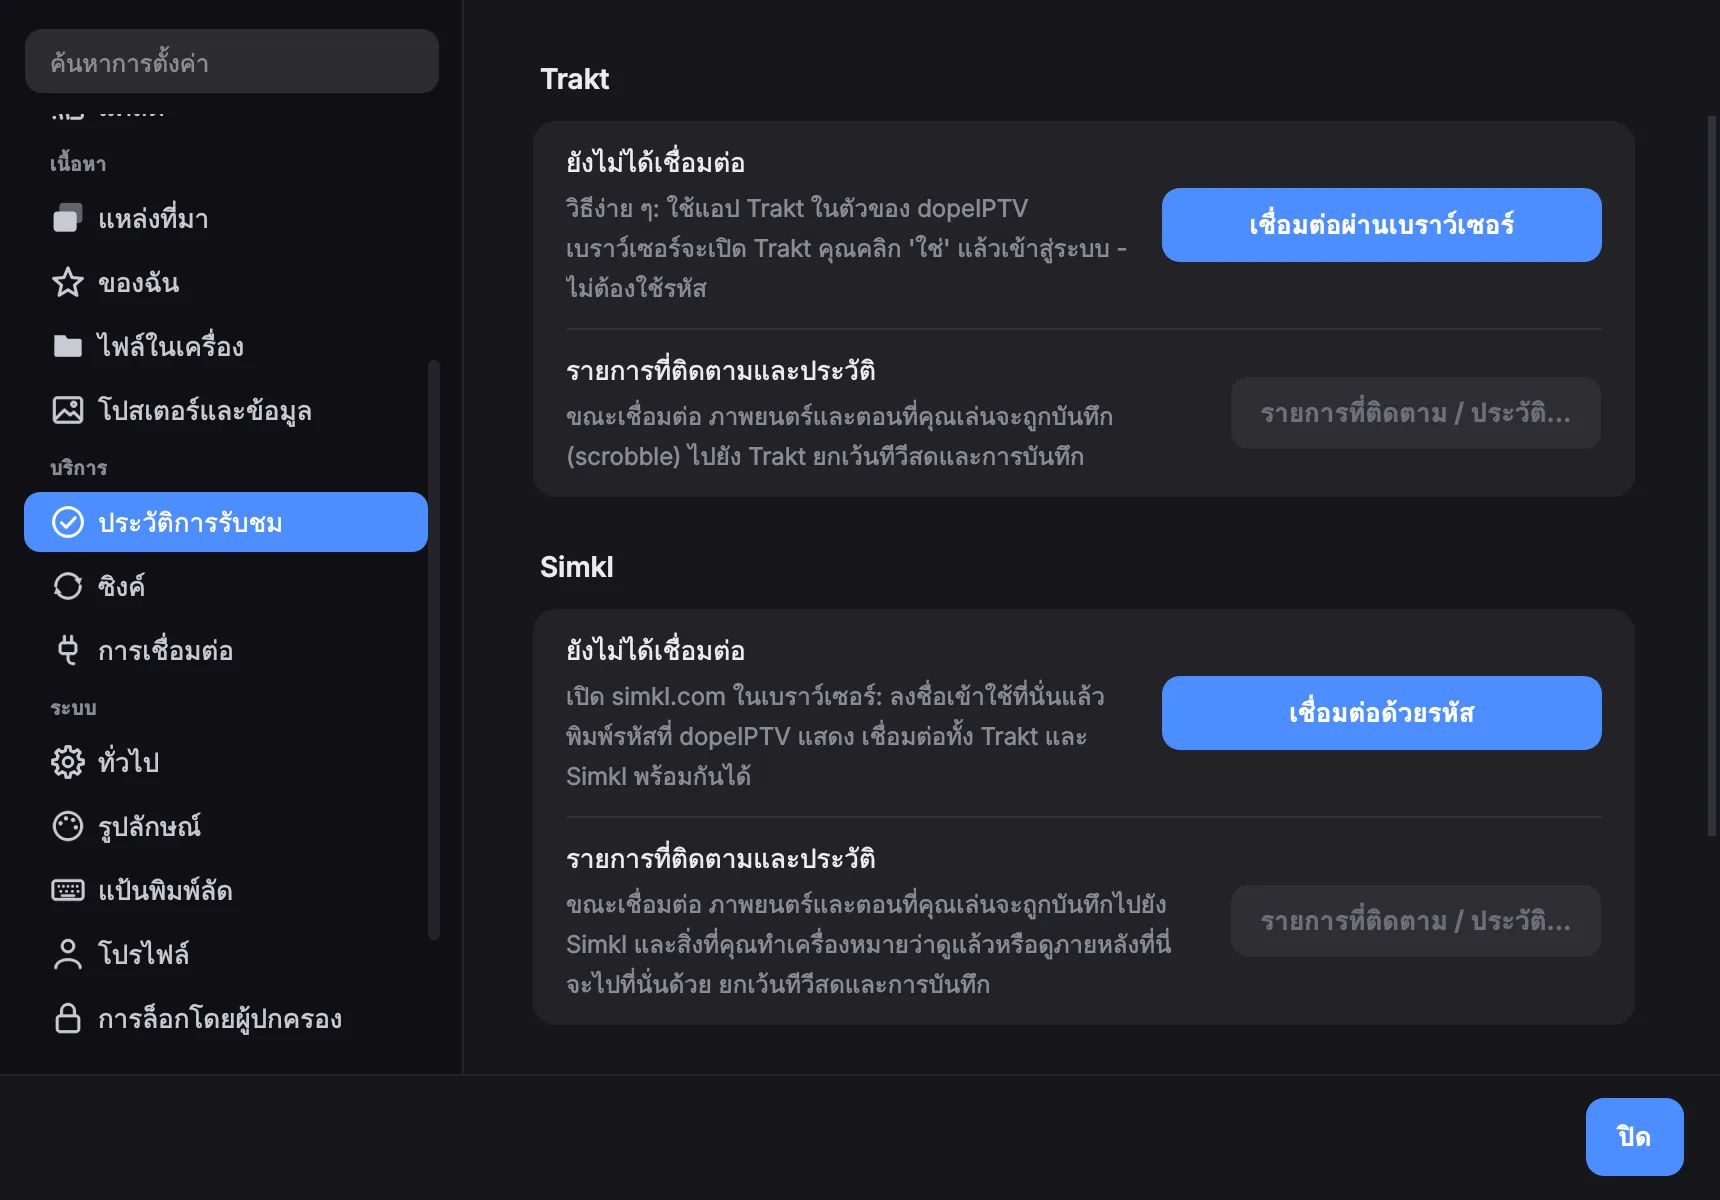 ค้นหาการตั้งค่า
เนื้อหา
แหล่งที่มา
ของฉัน
ไฟล์ในเครื่อง
โปสเตอร์และข้อมูล
บริการ
ประวัติการรับชม
ซิงค์
การเชื่อมต่อ
ระบบ
ทั่วไป
รูปลักษณ์
แป้นพิมพ์ลัด
โปรไฟล์
การล็อกโดยผู้ปกครอง
Trakt
ยังไม่ได้เชื่อมต่อ
วิธีง่าย ๆ: ใช้แอป Trakt ในตัวของ dopeIPTV
เบราว์เซอร์จะเปิด Trakt คุณคลิก 'ใช่' แล้วเข้าสู่ระบบ -
ไม่ต้องใช้รหัส
เชื่อมต่อผ่านเบราว์เซอร์
รายการที่ติดตามและประวัติ
ขณะเชื่อมต่อ ภาพยนตร์และตอนที่คุณเล่นจะถูกบันทึก
(scrobble) ไปยัง Trakt ยกเว้นทีวีสดและการบันทึก
รายการที่ติดตาม / ประวัติ...
Simkl
ยังไม่ได้เชื่อมต่อ
เปิด simkl.com ในเบราว์เซอร์: ลงชื่อเข้าใช้ที่นั่นแล้ว
พิมพ์รหัสที่ dopeIPTV แสดง เชื่อมต่อทั้ง Trakt และ
Simkl พร้อมกันได้
เชื่อมต่อด้วยรหัส
รายการที่ติดตามและประวัติ
ขณะเชื่อมต่อ ภาพยนตร์และตอนที่คุณเล่นจะถูกบันทึกไปยัง
Simkl และสิ่งที่คุณทำเครื่องหมายว่าดูแล้วหรือดูภายหลังที่นี่
จะไปที่นั่นด้วย ยกเว้นทีวีสดและการบันทึก
รายการที่ติดตาม / ประวัติ...
ปิด